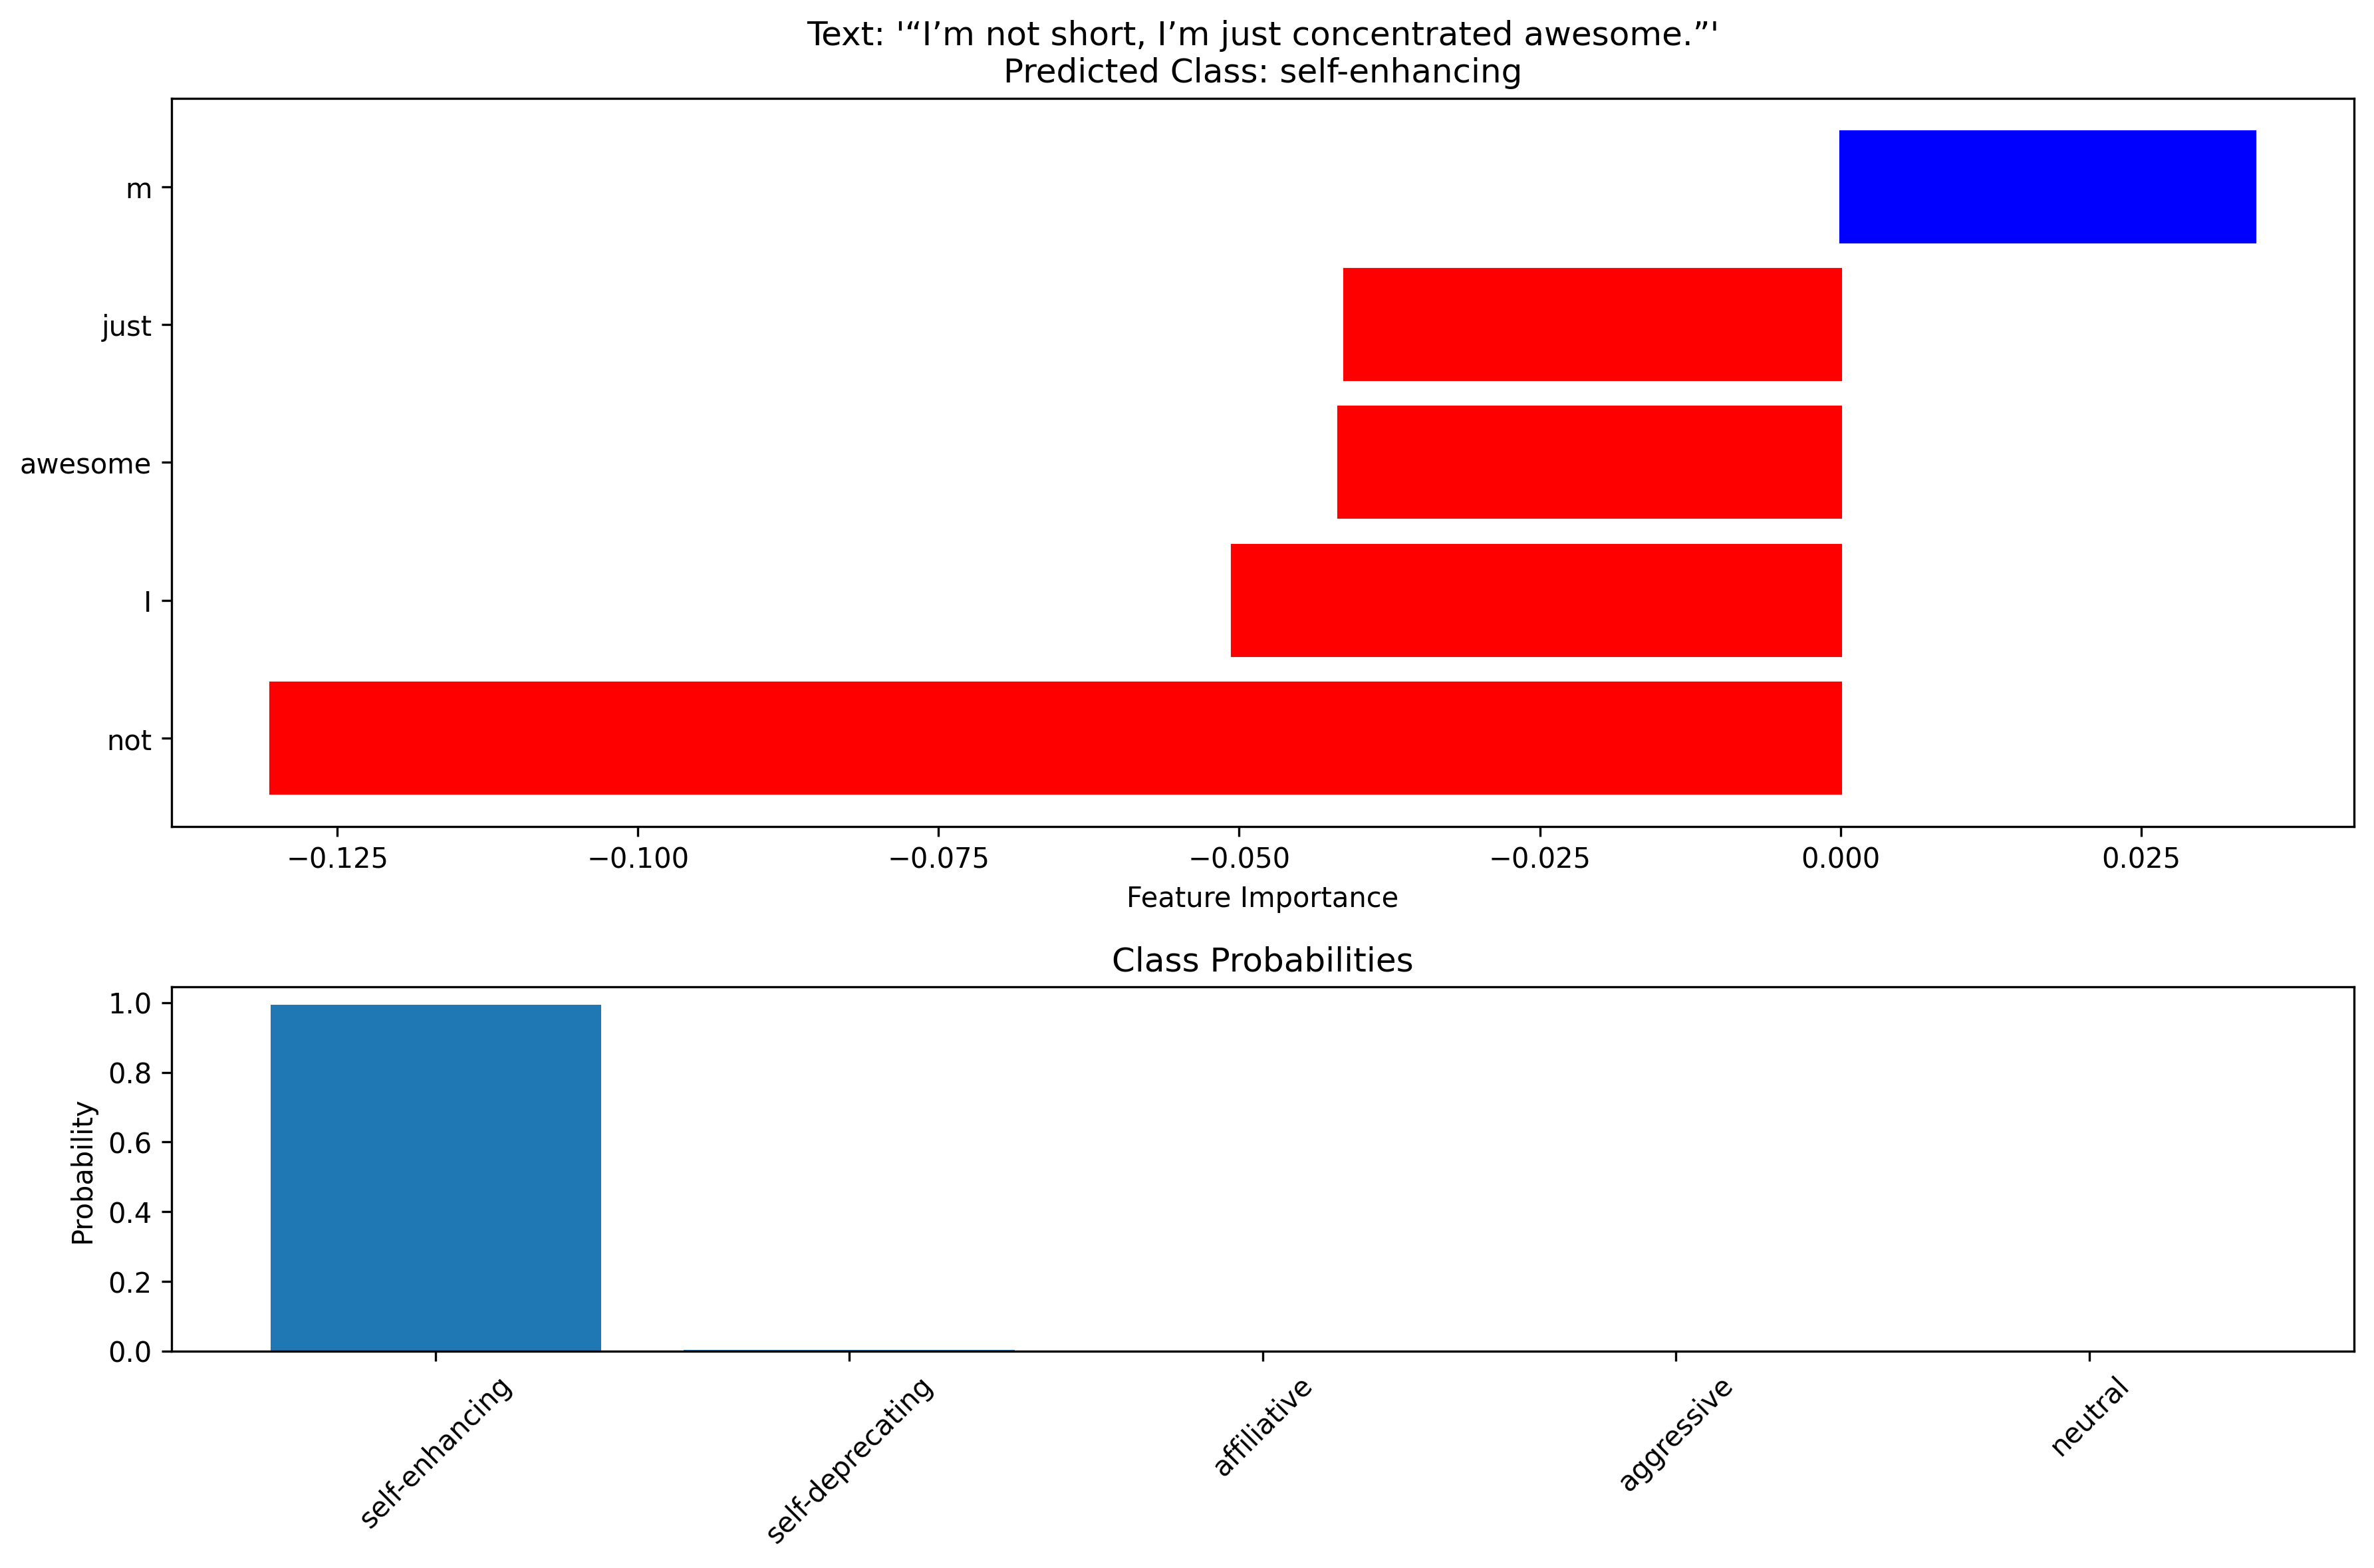 Text: '“I’m not short, I’m just concentrated awesome.”'
Predicted Class: self-enhancing
m
just
awesome
I
not
−0.125
−0.100
−0.075
−0.050
−0.025
0.000
0.025
Feature Importance
Class Probabilities
1.0
0.8
0.6
0.4
0.2
0.0
Probability
self-enhancing
self-deprecating
affiliative
aggressive
neutral